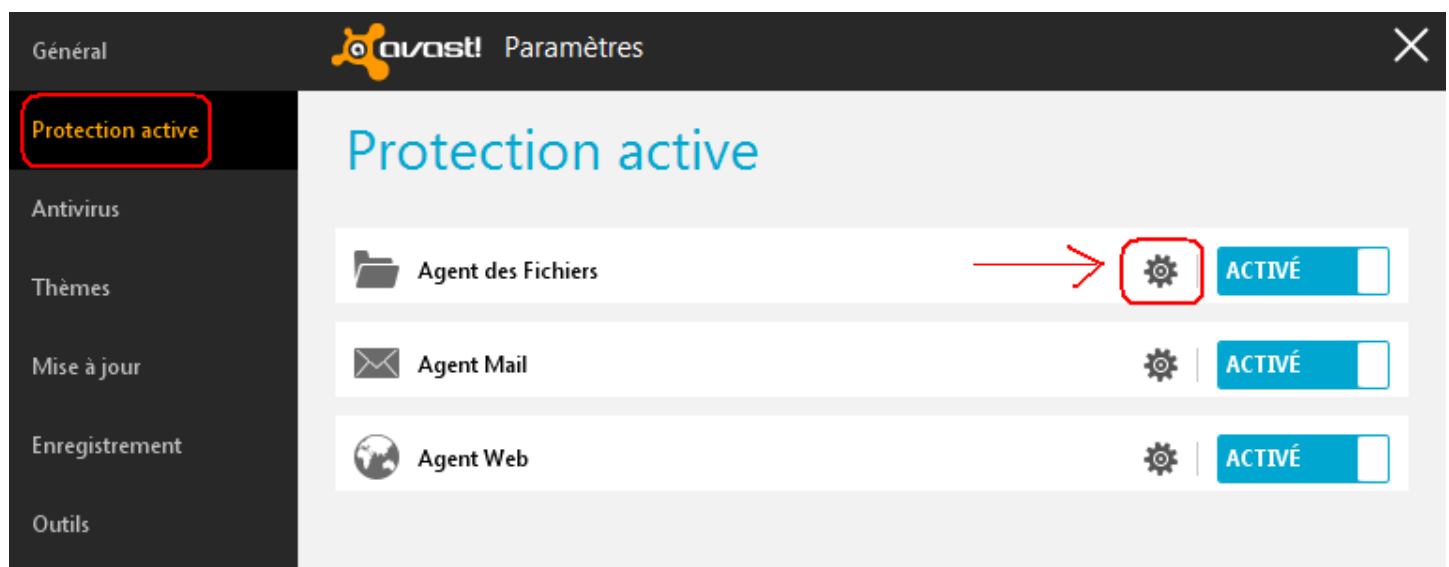 Général
avast! Paramètres
Protection active
Protection active
Antivirus
Agent des Fichiers ACTIVÉ
Thèmes
Agent Mail ACTIVÉ
Mise à jour
Agent Web ACTIVÉ
Enregistrement
Outils